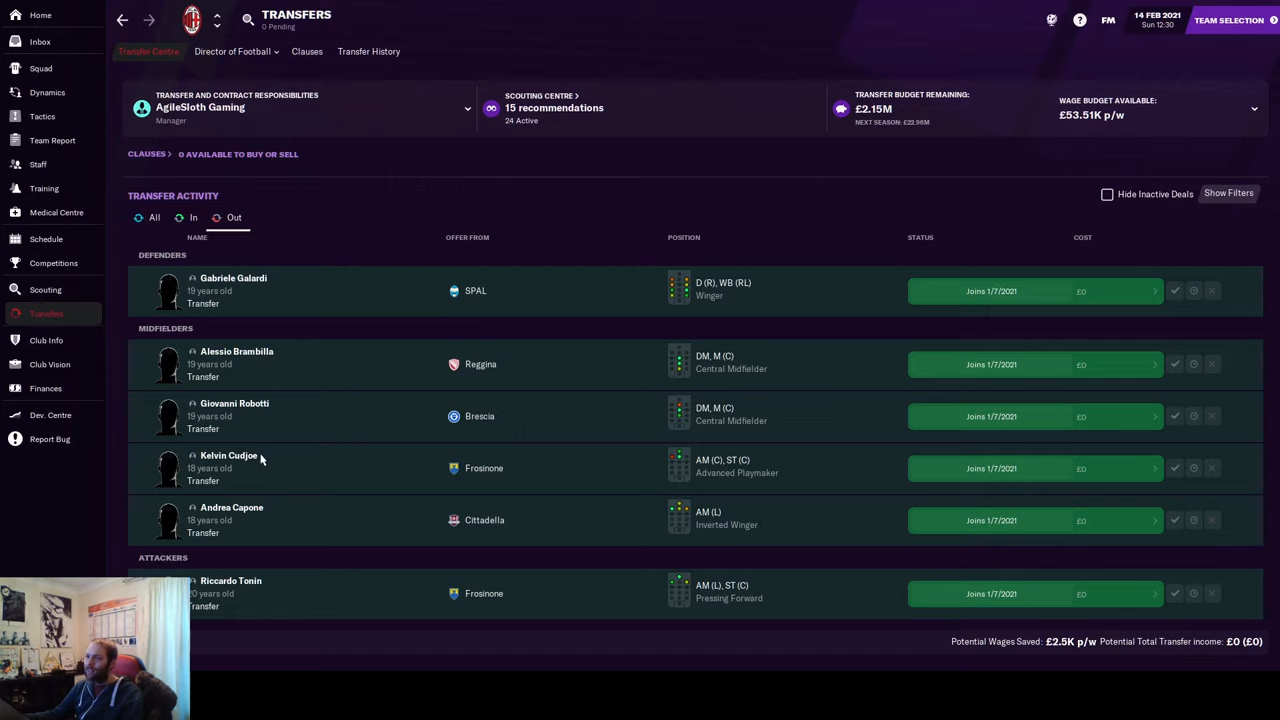 Home
Inbox
Squad
Dynamics
Tactics
Team Report
Staff
Training
Medical Centre
Schedule
Competitions
Scouting
Transfers
Club Info
Club Vision
Finances
Dev. Centre
Report Bug
TRANSFERS
0 Pending
FM
14 FEB 2021
Sun 12:30
TEAM SELECTION
Transfer Centre
Director of Football
Clauses
Transfer History
TRANSFER AND CONTRACT RESPONSIBILITIES
AgileSloth Gaming
Manager
SCOUTING CENTRE >
15 recommendations
24 Active
TRANSFER BUDGET REMAINING:
£2.15M
NEXT SEASON: £22.96M
WAGE BUDGET AVAILABLE:
£53.51K p/w
CLAUSES > 0 AVAILABLE TO BUY OR SELL
TRANSFER ACTIVITY
Hide Inactive Deals
Show Filters
All In Out
NAME OFFER FROM POSITION STATUS COST
DEFENDERS
Gabriele Galardi
19 years old
Transfer
SPAL
D (R), WB (RL)
Winger
Joins 1/7/2021 £0
MIDFIELDERS
Alessio Brambilla
19 years old
Transfer
Reggina
DM, M (C)
Central Midfielder
Joins 1/7/2021 £0
Giovanni Robotti
19 years old
Transfer
Brescia
DM, M (C)
Central Midfielder
Joins 1/7/2021 £0
Kelvin Cudjoe
18 years old
Transfer
Frosinone
AM (C), ST (C)
Advanced Playmaker
Joins 1/7/2021 £0
Andrea Capone
18 years old
Transfer
Cittadella
AM (L)
Inverted Winger
Joins 1/7/2021 £0
ATTACKERS
Riccardo Tonin
20 years old
Transfer
Frosinone
AM (L), ST (C)
Pressing Forward
Joins 1/7/2021 £0
Potential Wages Saved: £2.5K p/w Potential Total Transfer income: £0 (£0)